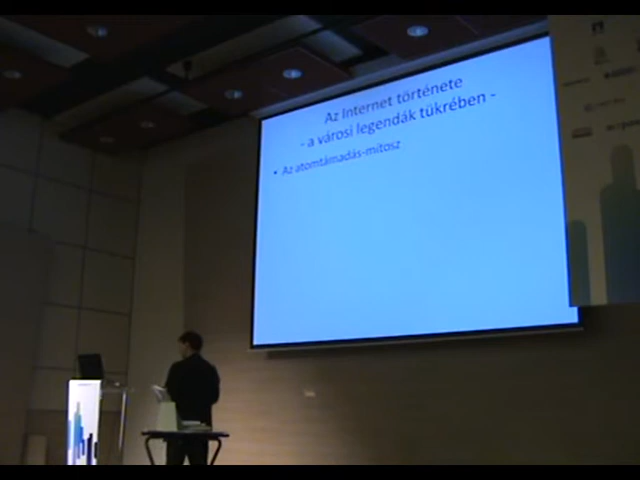 Az Internet története
- a városi legendák tükrében -
• Az atomtámadás-mítosz